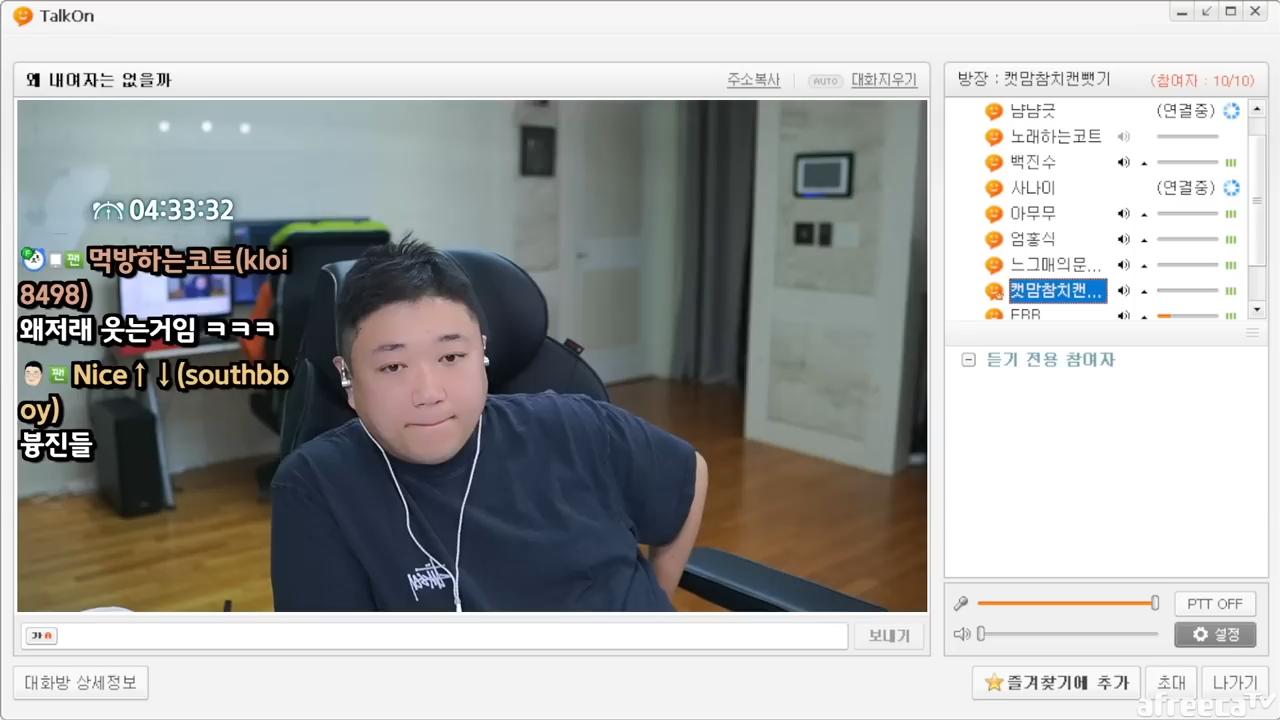 TalkOn
왜 내여자는 없을까
주소복사
AUTO
대화지우기
방장 : 캣맘참치캔뺏기
(참여자 : 10/10)
냠냠긋
(연결중)
노래하는코트
백진수
사나이
(연결중)
아무무
엄홍식
느그매의문...
캣맘참치캔...
FBB
듣기 전용 참여자
04:33:32
팬 먹방하는코트(kloi
8498)
왜저래 웃는거임 ㅋㅋㅋ
팬 Nice↑↓(southbb
oy)
븅진들
가
보내기
PTT OFF
설정
대화방 상세정보
즐겨찾기에 추가
초대
나가기
afreecaTV